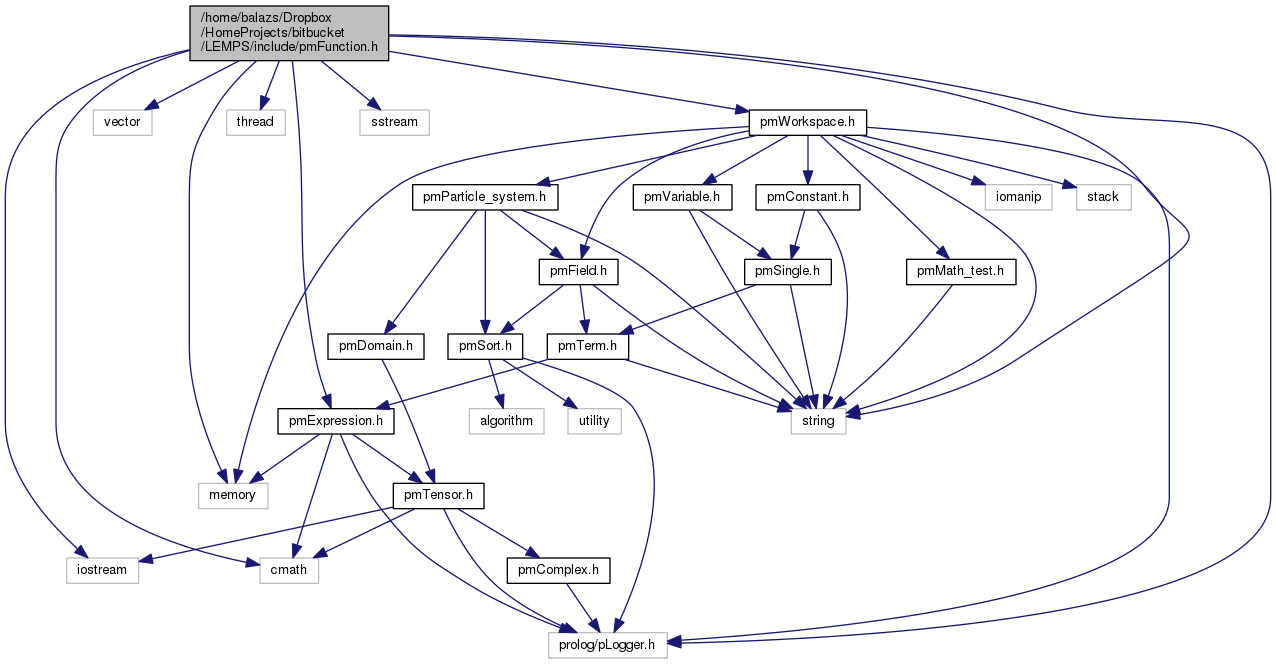 /home/balazs/Dropbox
/HomeProjects/bitbucket
/LEMPS/include/pmFunction.h
vector
thread
sstream
pmWorkspace.h
pmParticle_system.h
pmVariable.h
pmConstant.h
iomanip
stack
pmField.h
pmSingle.h
pmMath_test.h
pmDomain.h
pmSort.h
pmTerm.h
pmExpression.h
algorithm
utility
string
memory
pmTensor.h
iostream
cmath
pmComplex.h
prolog/pLogger.h